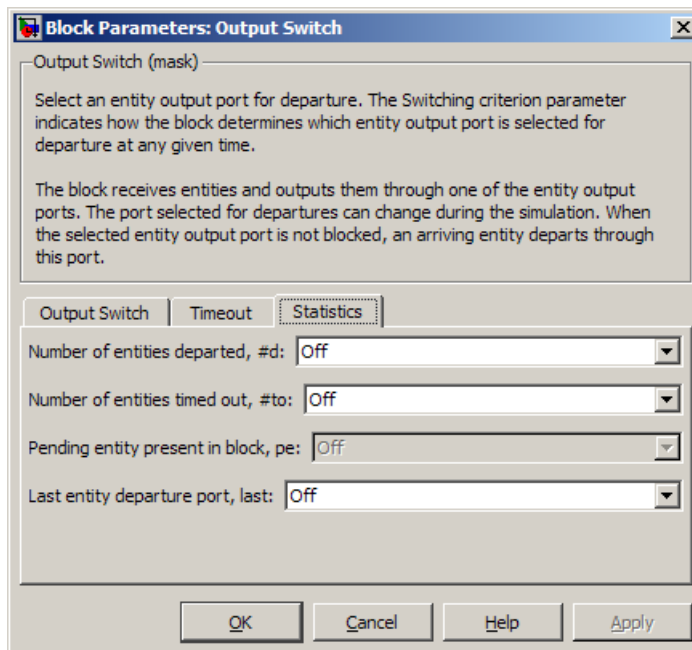 Block Parameters: Output Switch
Output Switch (mask)
Select an entity output port for departure. The Switching criterion parameter
indicates how the block determines which entity output port is selected for
departure at any given time.
The block receives entities and outputs them through one of the entity output
ports. The port selected for departures can change during the simulation. When
the selected entity output port is not blocked, an arriving entity departs through
this port.
Output Switch Timeout Statistics
Number of entities departed, #d: Off
Number of entities timed out, #to: Off
Pending entity present in block, pe: Off
Last entity departure port, last: Off
OK Cancel Help Apply